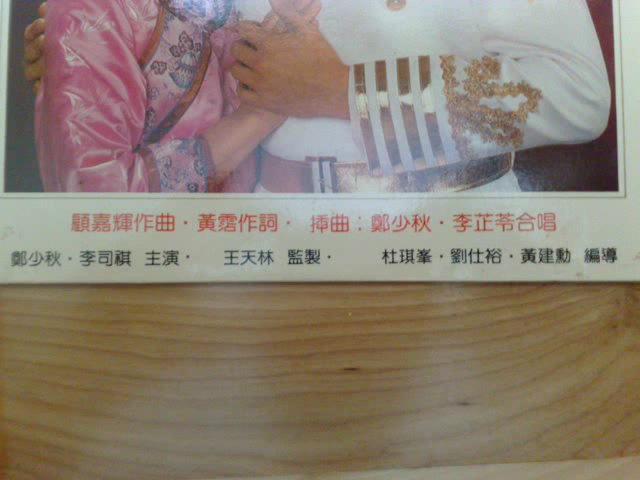 顧嘉輝作曲・黃霑作詞・ 挿曲：鄭少秋・李芷苓合唱
鄭少秋・李司祺 主演・ 王天林 監製・ 杜琪峯・劉仕裕・黃建勳 編導